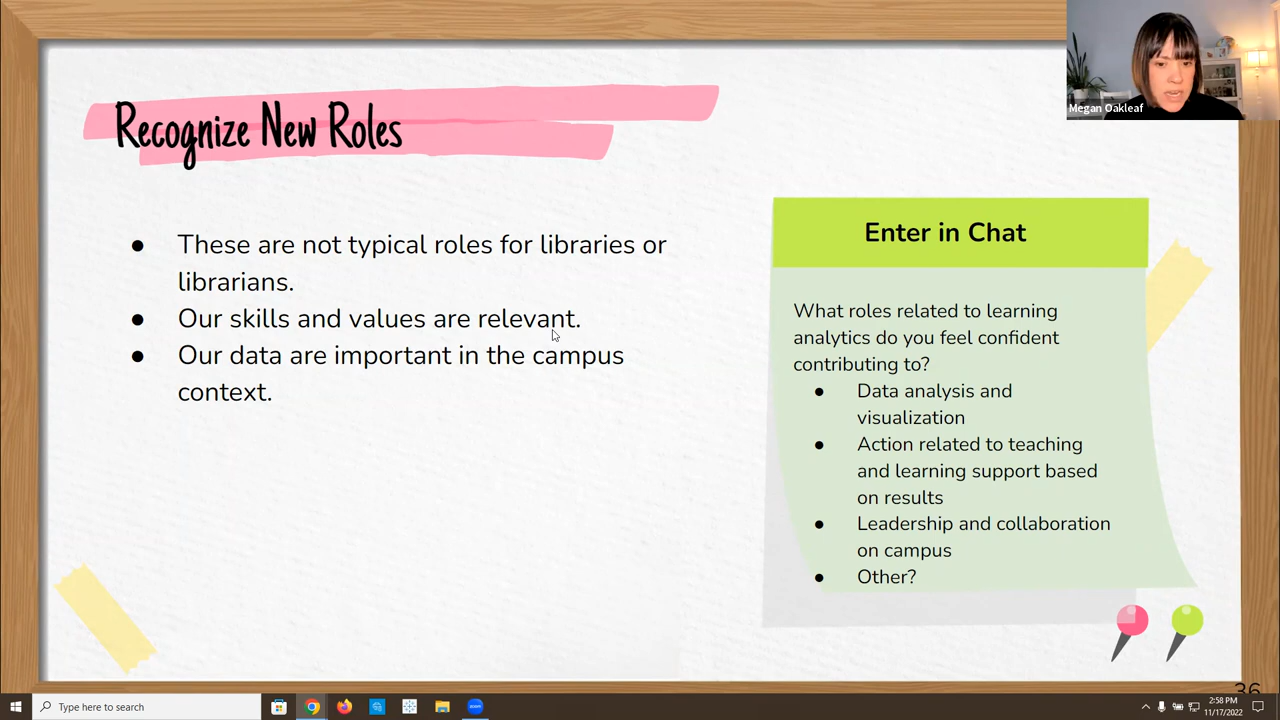 Megan Oakleaf
Recognize New Roles
● These are not typical roles for libraries or
librarians.
● Our skills and values are relevant.
● Our data are important in the campus
context.
Enter in Chat
What roles related to learning
analytics do you feel confident
contributing to?
● Data analysis and
visualization
● Action related to teaching
and learning support based
on results
● Leadership and collaboration
on campus
● Other?
36
Type here to search
2:58 PM
11/17/2022